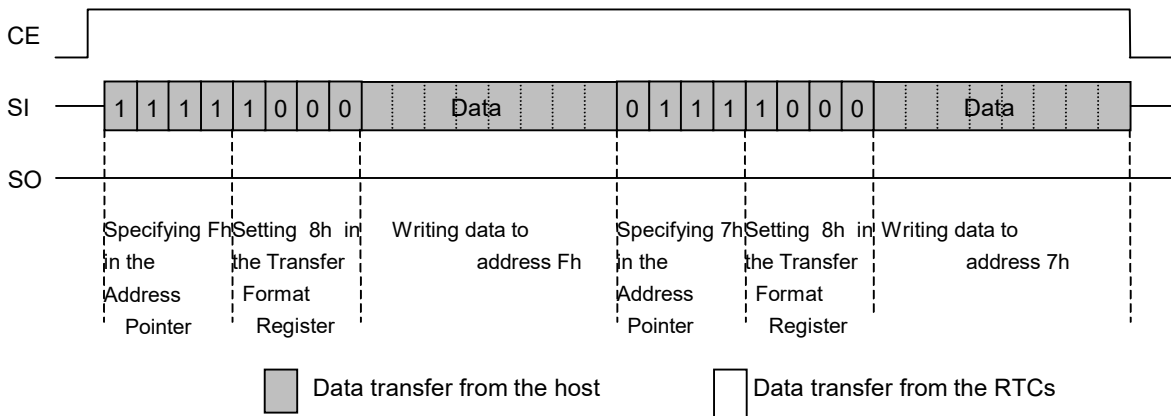 CE
SI 1 1 1 1 1 0 0 0 Data 0 1 1 1 1 0 0 0 Data
SO
Specifying Fh Setting 8h in Writing data to Specifying 7h Setting 8h in Writing data to
in the the Transfer address Fh in the the Transfer address 7h
Address Format Address Format
Pointer Register Pointer Register
Data transfer from the host Data transfer from the RTCs